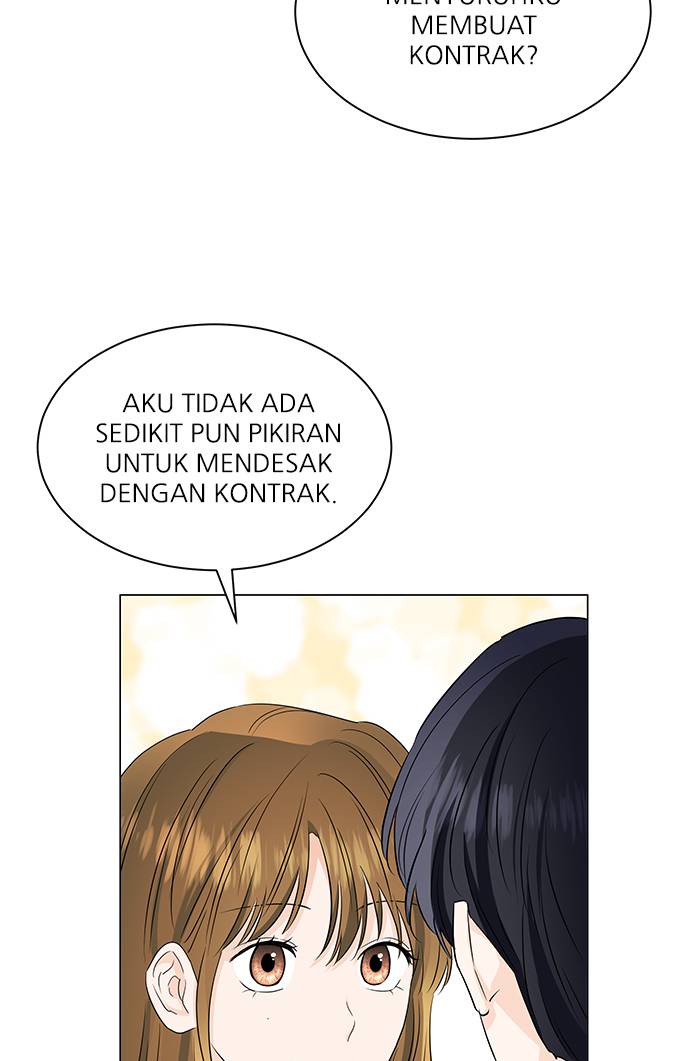 MEMBUAT
KONTRAK?
AKU TIDAK ADA
SEDIKIT PUN PIKIRAN
UNTUK MENDESAK
DENGAN KONTRAK.